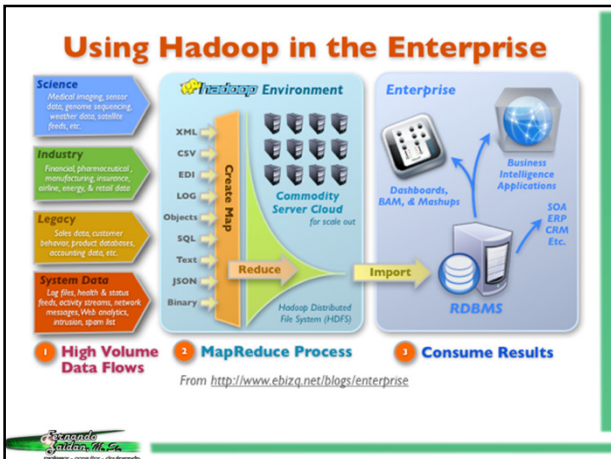 Using Hadoop in the Enterprise
Science
Medical imaging, sensor
data, genome sequencing,
weather data, satellite
feeds, etc.
Industry
Financial, pharmaceutical,
manufacturing, insurance,
airline, energy, & retail data
Legacy
Sales data, customer
behavior, product databases,
accounting data, etc.
System Data
Log files, health & status
feeds, activity streams, network
messages, Web analytics,
intrusion, spam list
1 High Volume
Data Flows
hadoop Environment
XML
CSV
EDI
LOG
Objects
SQL
Text
JSON
Binary
Create Map
Commodity
Server Cloud
for scale out
Reduce
Hadoop Distributed
File System (HDFS)
2 MapReduce Process
Import
Enterprise
Dashboards,
BAM, & Mashups
Business
Intelligence
Applications
SOA
ERP
CRM
Etc.
RDBMS
3 Consume Results
From http://www.ebizq.net/blogs/enterprise
Fernando
Zaidan, M. Sc.